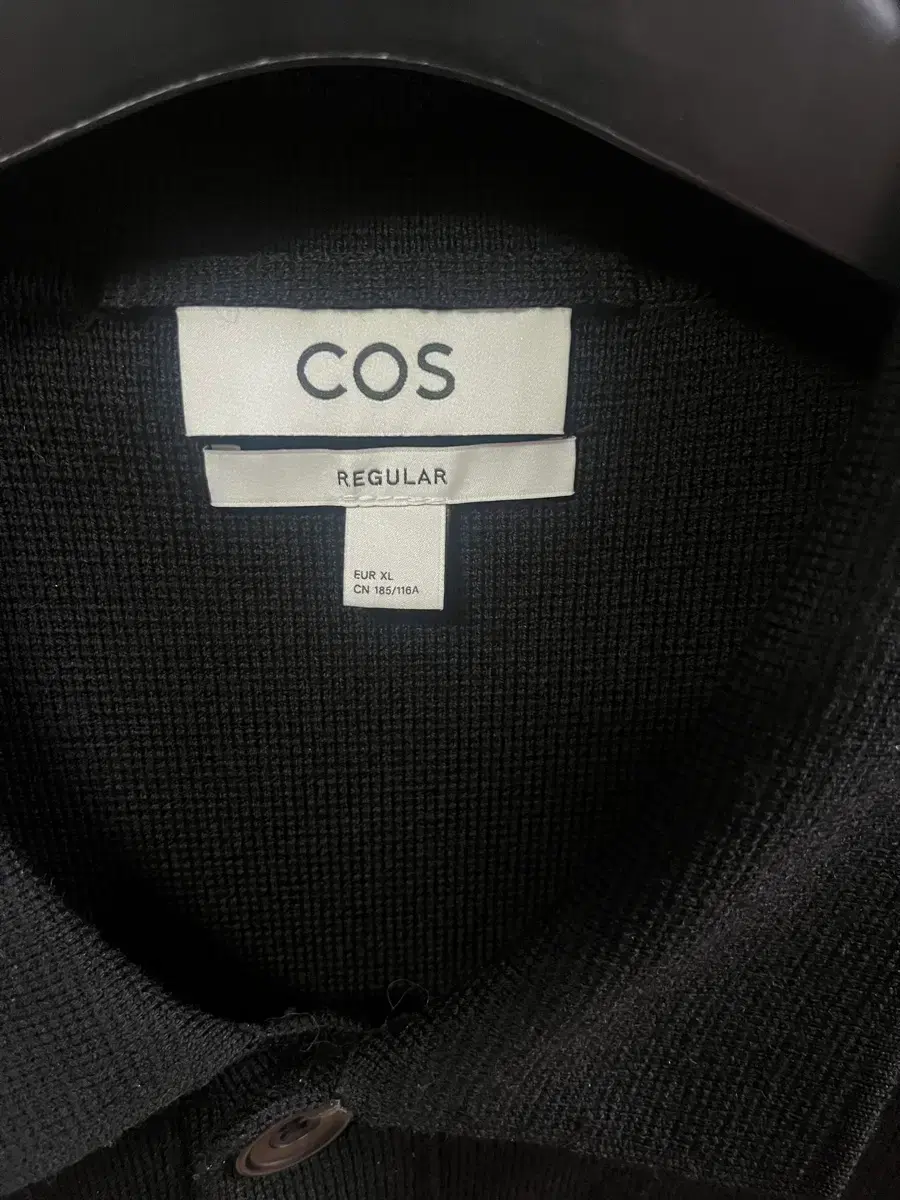 COS
REGULAR
EUR XL
CN 185/116A